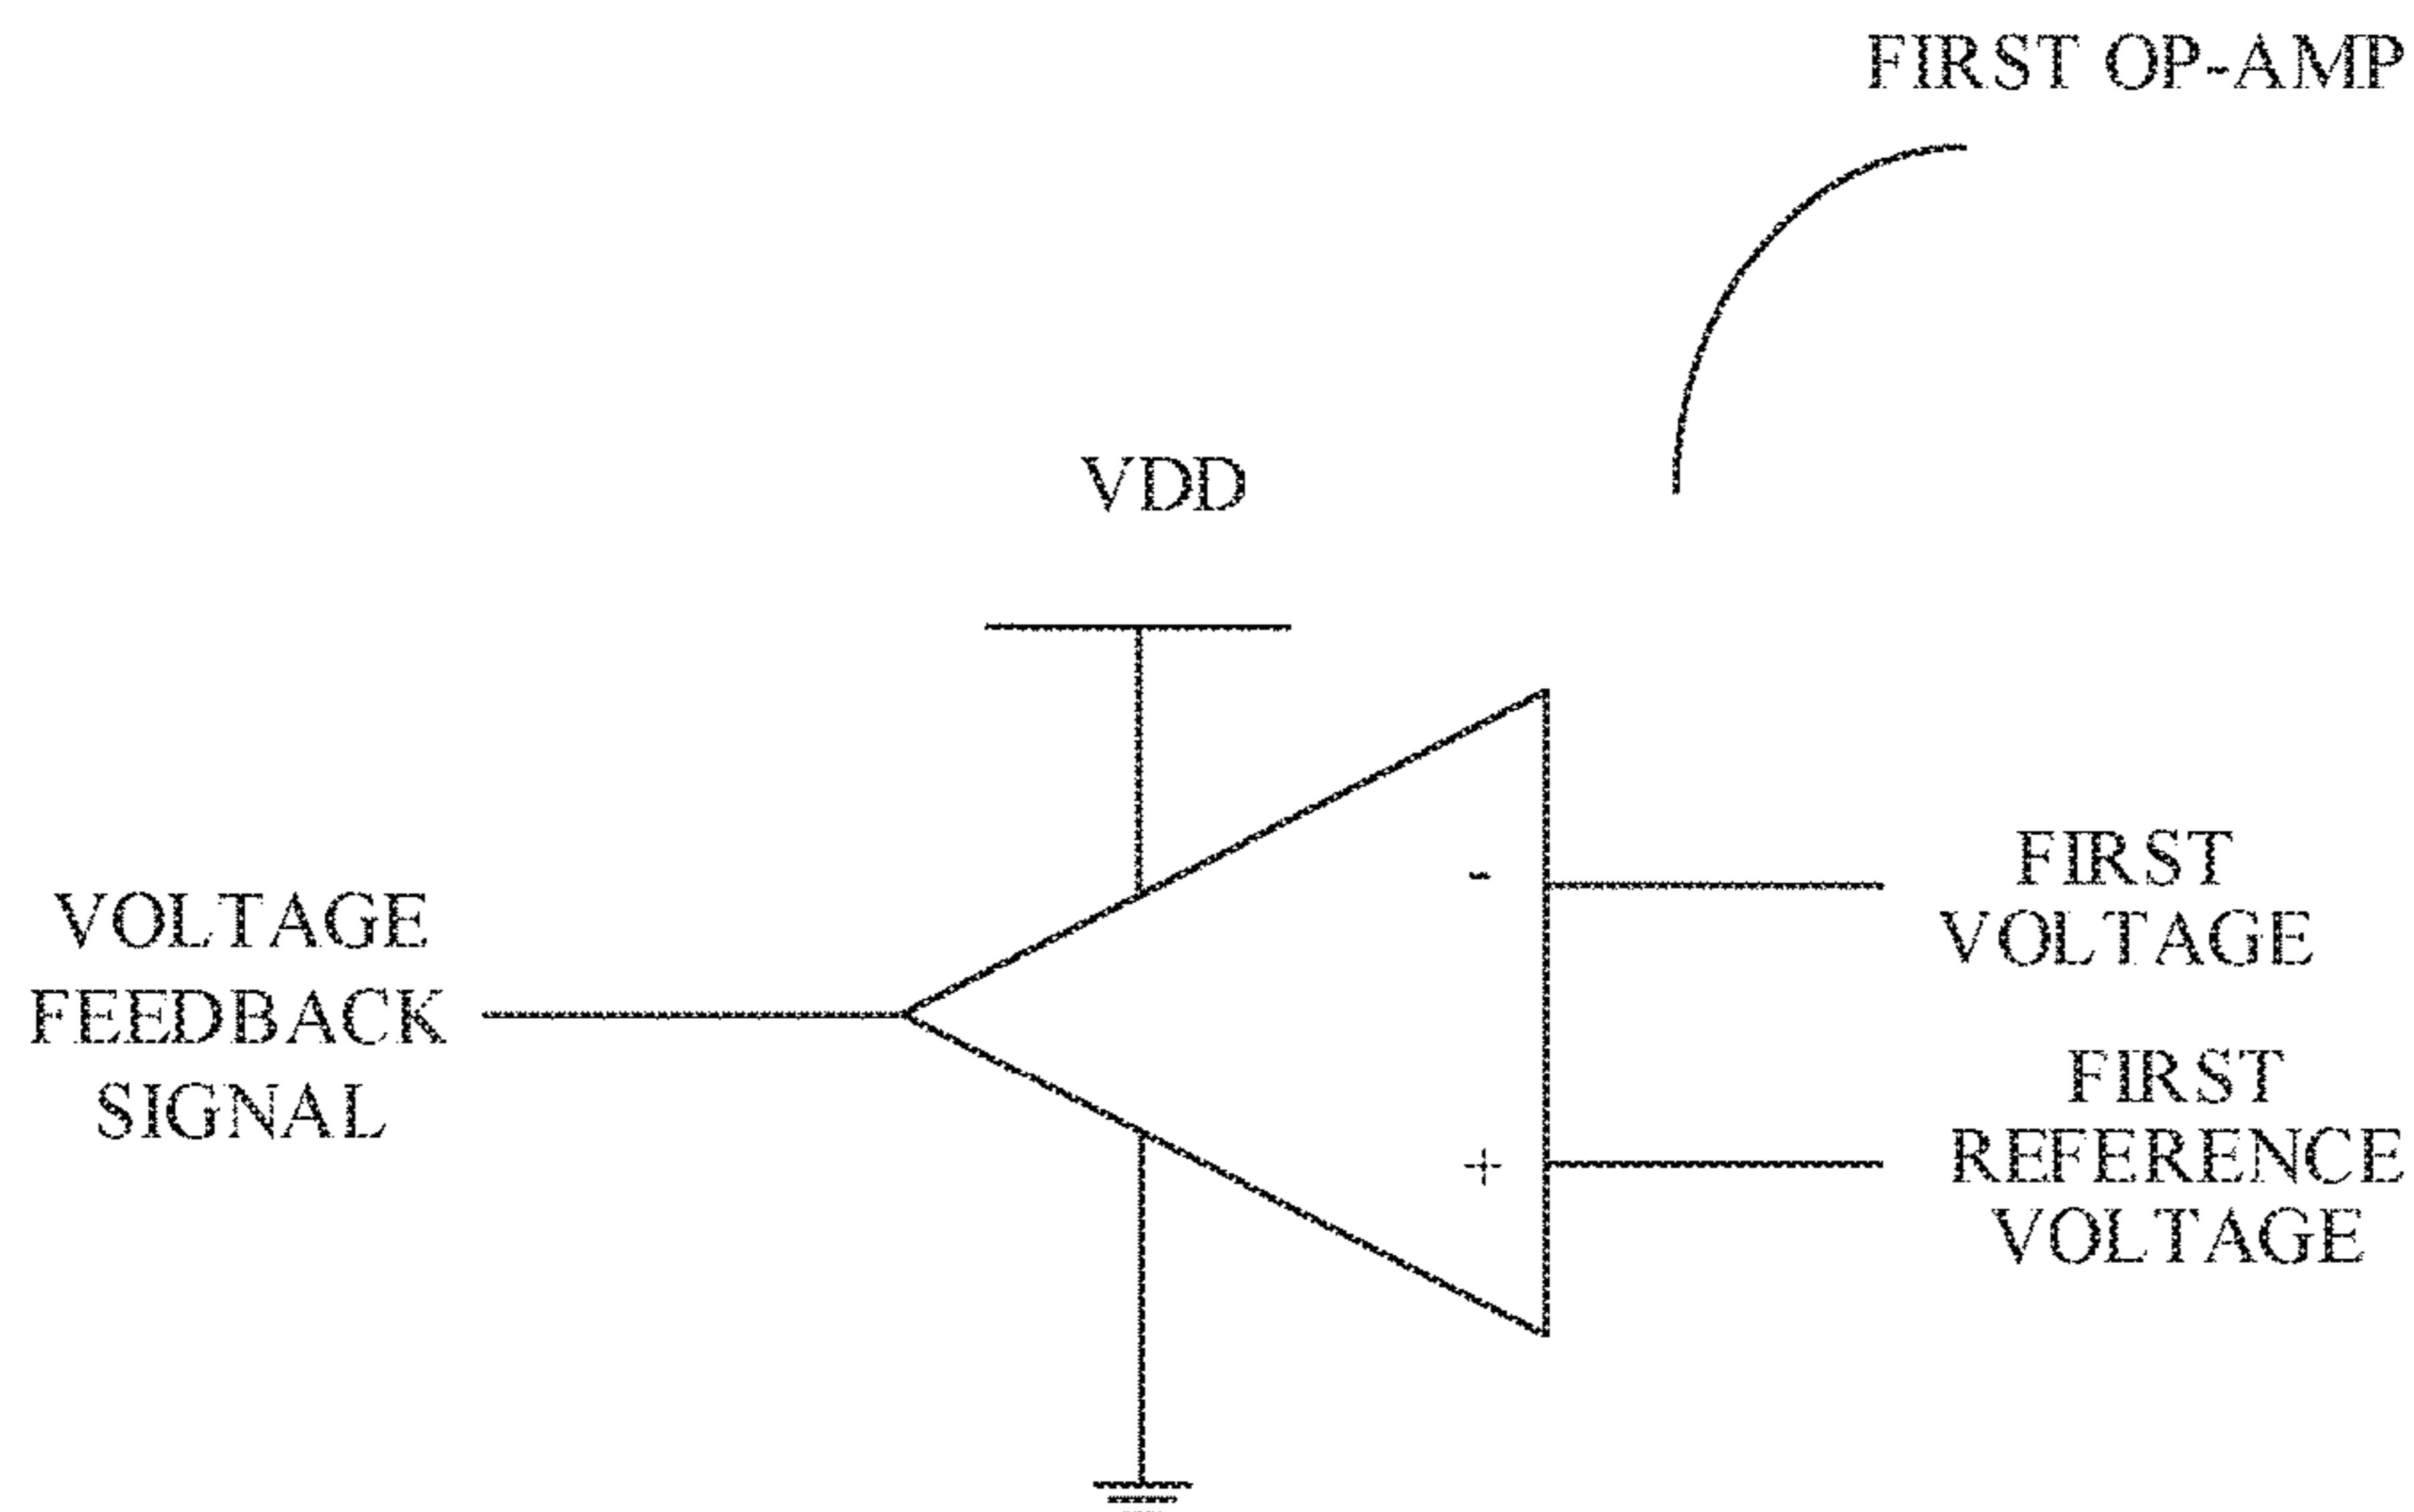 FIRST OP-AMP
VDD
VOLTAGE
FEEDBACK
SIGNAL
-
FIRST
VOLTAGE
+
FIRST
REFERENCE
VOLTAGE